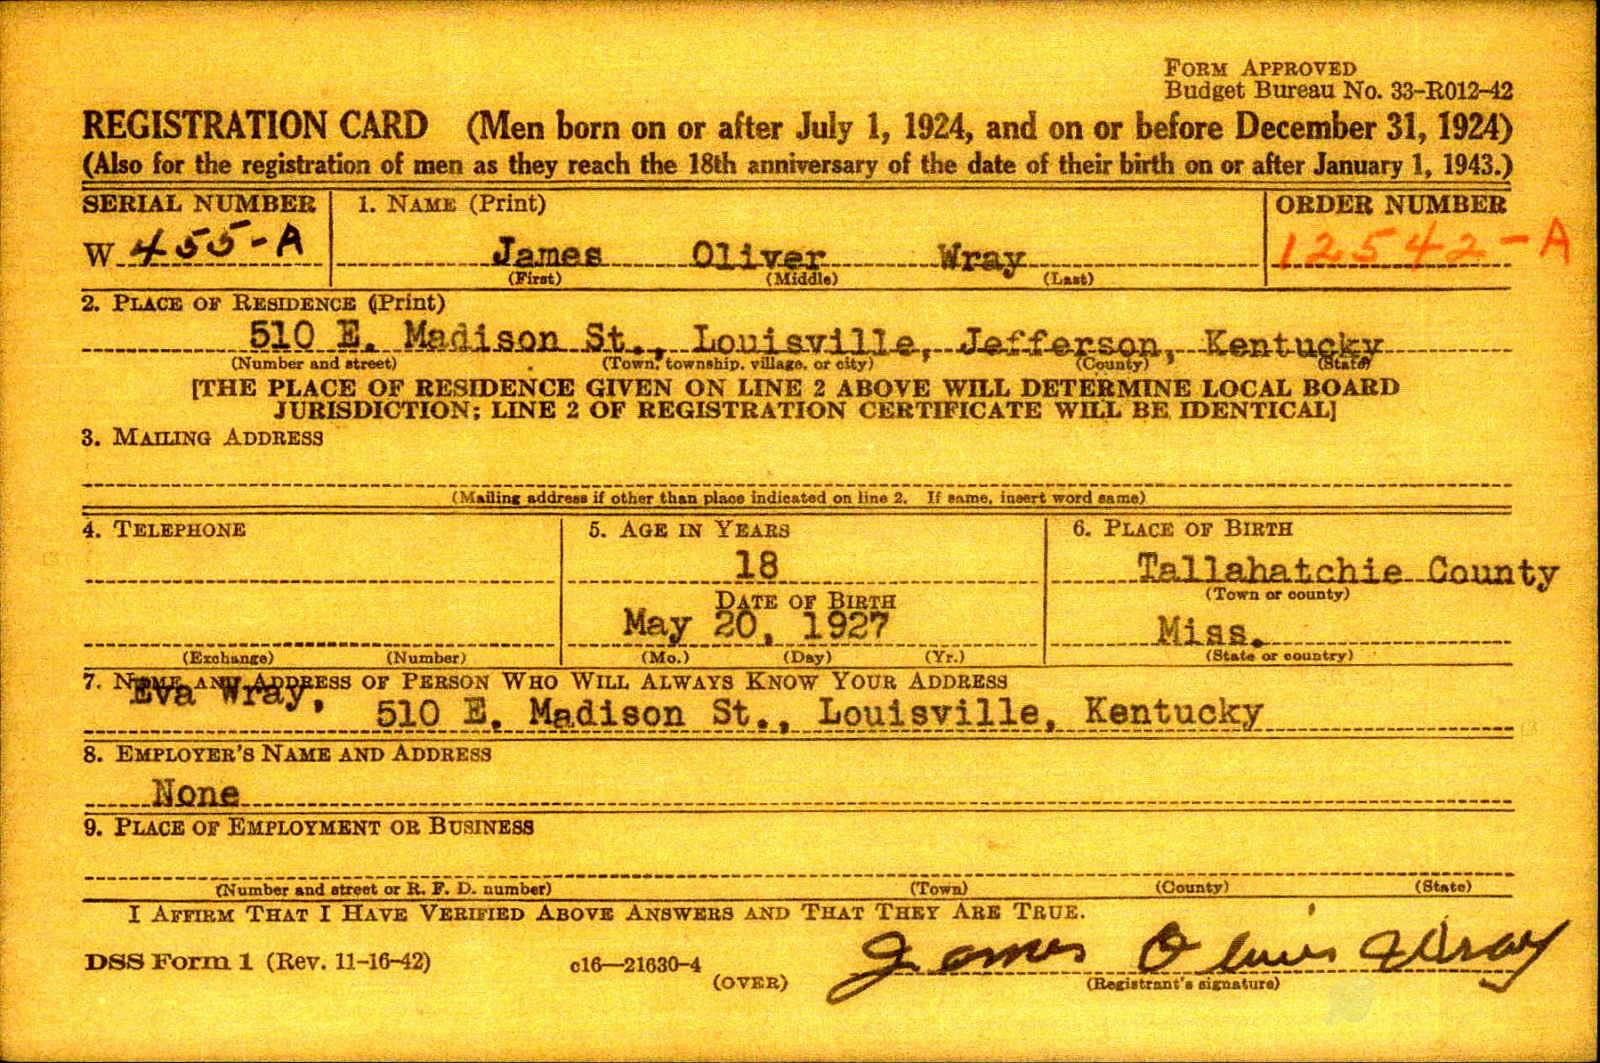 FORM APPROVED
Budget Bureau No. 33-R012-42
REGISTRATION CARD (Men born on or after July 1, 1924, and on or before December 31, 1924)
(Also for the registration of men as they reach the 18th anniversary of the date of their birth on or after January 1, 1943.)
SERIAL NUMBER 1. NAME (Print) ORDER NUMBER
W 455-A James Oliver Wray 12542-A
(First) (Middle) (Last)
2. PLACE OF RESIDENCE (Print)
510 E. Madison St., Louisville, Jefferson, Kentucky
(Number and street) (Town, township, village, or city) (County) (State)
[THE PLACE OF RESIDENCE GIVEN ON LINE 2 ABOVE WILL DETERMINE LOCAL BOARD
JURISDICTION; LINE 2 OF REGISTRATION CERTIFICATE WILL BE IDENTICAL]
3. MAILING ADDRESS
(Mailing address if other than place indicated on line 2. If same, insert word same)
4. TELEPHONE 5. AGE IN YEARS 6. PLACE OF BIRTH
18 Tallahatchie County
DATE OF BIRTH (Town or county)
May 20, 1927 Miss.
(Exchange) (Number) (Mo.) (Day) (Yr.) (State or country)
7. NAME AND ADDRESS OF PERSON WHO WILL ALWAYS KNOW YOUR ADDRESS
Eva Wray, 510 E. Madison St., Louisville, Kentucky
8. EMPLOYER'S NAME AND ADDRESS
None
9. PLACE OF EMPLOYMENT OR BUSINESS
(Number and street or R. F. D. number) (Town) (County) (State)
I AFFIRM THAT I HAVE VERIFIED ABOVE ANSWERS AND THAT THEY ARE TRUE.
DSS Form 1 (Rev. 11-16-42) c16—21630-4 (OVER) James Oliver Wray
(Registrant's signature)